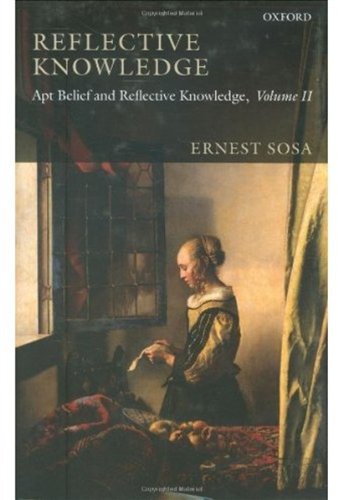 OXFORD
REFLECTIVE
KNOWLEDGE
Apt Belief and Reflective Knowledge, Volume II
ERNEST SOSA